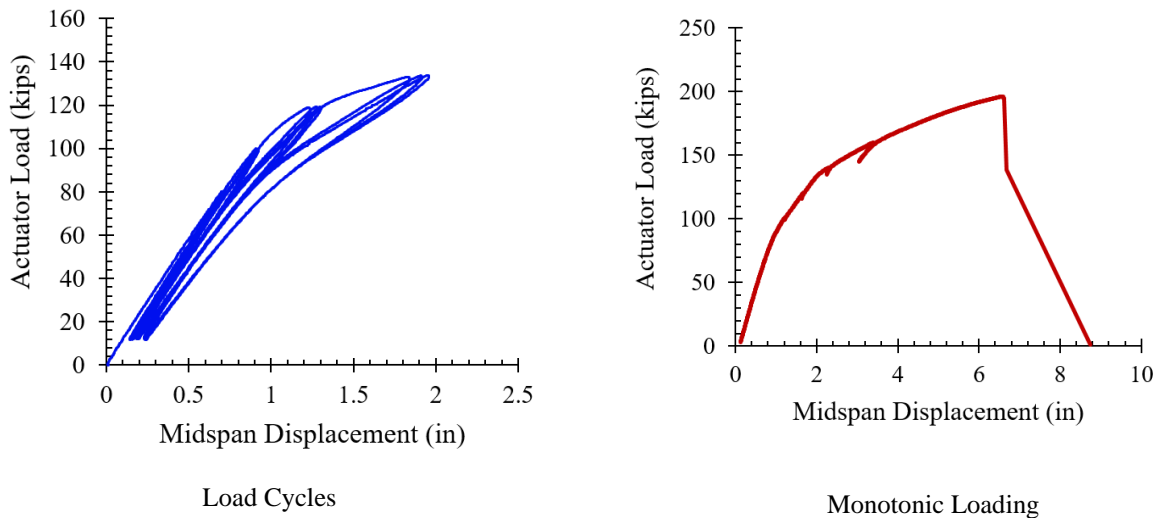 Actuator Load (kips)
160
140
120
100
80
60
40
20
0
0 0.5 1 1.5 2 2.5
Midspan Displacement (in)
Load Cycles
Actuator Load (kips)
250
200
150
100
50
0
0 2 4 6 8 10
Midspan Displacement (in)
Monotonic Loading